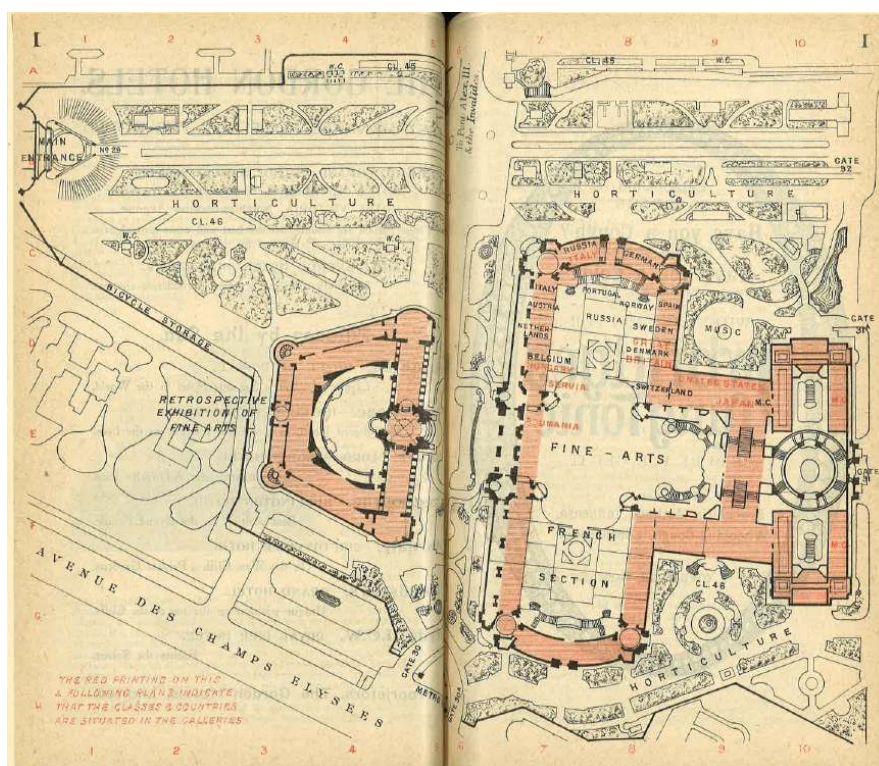 I
1 2 3 4 5
6 7 8 9 10
I
A
W.C.
CL. 45
CL. 45
W.C.
MAIN
ENTRANCE
Nº 29
To Pont Alex. III.
& the Invalides.
GATE
32
HORTICULTURE
HORTICULTURE
CL. 46
W.C.
W.C.
C
C
BICYCLE STORAGE
RUSSIA
ITALY
GERMANY
ITALY
PORTUGAL
NORWAY
SPAIN
AUSTRIA
RUSSIA
SWEDEN
MUSIC
GATE
31
D
D
NETHER-
LANDS
GREAT
BRITAIN
DENMARK
BELGIUM
HUNGARY
SERVIA
SWITZERLAND
UNITED STATES
JAPAN
M.C.
M.C.
RETROSPECTIVE
EXHIBITION OF
FINE ARTS
E
E
ROUMANIA
FINE-ARTS
GATE
31
F
F
FRENCH
SECTION
M.C.
CL. 48
AVENUE DES CHAMPS
ELYSEES
G
G
HORTICULTURE
GATE 30
METRO
GATE 30A
THE RED PRINTING ON THIS
& FOLLOWING PLANS INDICATE
THAT THE CLASSES & COUNTRIES
ARE SITUATED IN THE GALLERIES
H
H
1 2 3 4
6 7 8 9 10